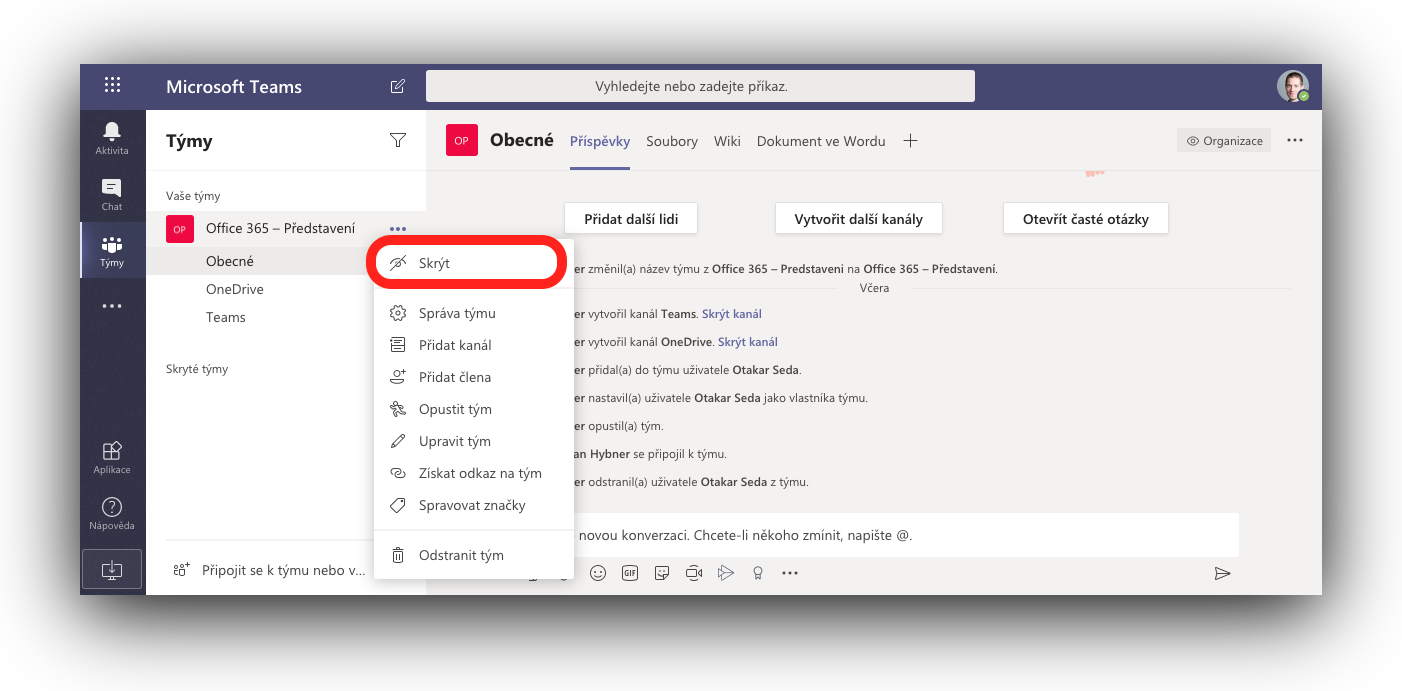 Microsoft Teams
Vyhledejte nebo zadejte příkaz.
Aktivita
Chat
Týmy
Aplikace
Nápověda
Týmy
Vaše týmy
OP
Office 365 – Představení
Obecné
OneDrive
Teams
Skryté týmy
Připojit se k týmu nebo v...
Skrýt
Správa týmu
Přidat kanál
Přidat člena
Opustit tým
Upravit tým
Získat odkaz na tým
Spravovat značky
Odstranit tým
OP
Obecné
Příspěvky
Soubory
Wiki
Dokument ve Wordu
Organizace
Přidat další lidi
Vytvořit další kanály
Otevřít časté otázky
er změnil(a) název týmu z Office 365 – Predstaveni na Office 365 – Představení.
Včera
er vytvořil kanál Teams. Skrýt kanál
er vytvořil kanál OneDrive. Skrýt kanál
er přidal(a) do týmu uživatele Otakar Seda.
er nastavil(a) uživatele Otakar Seda jako vlastníka týmu.
er opustil(a) tým.
an Hybner se připojil k týmu.
er odstranil(a) uživatele Otakar Seda z týmu.
novou konverzaci. Chcete-li někoho zmínit, napište @.
GIF